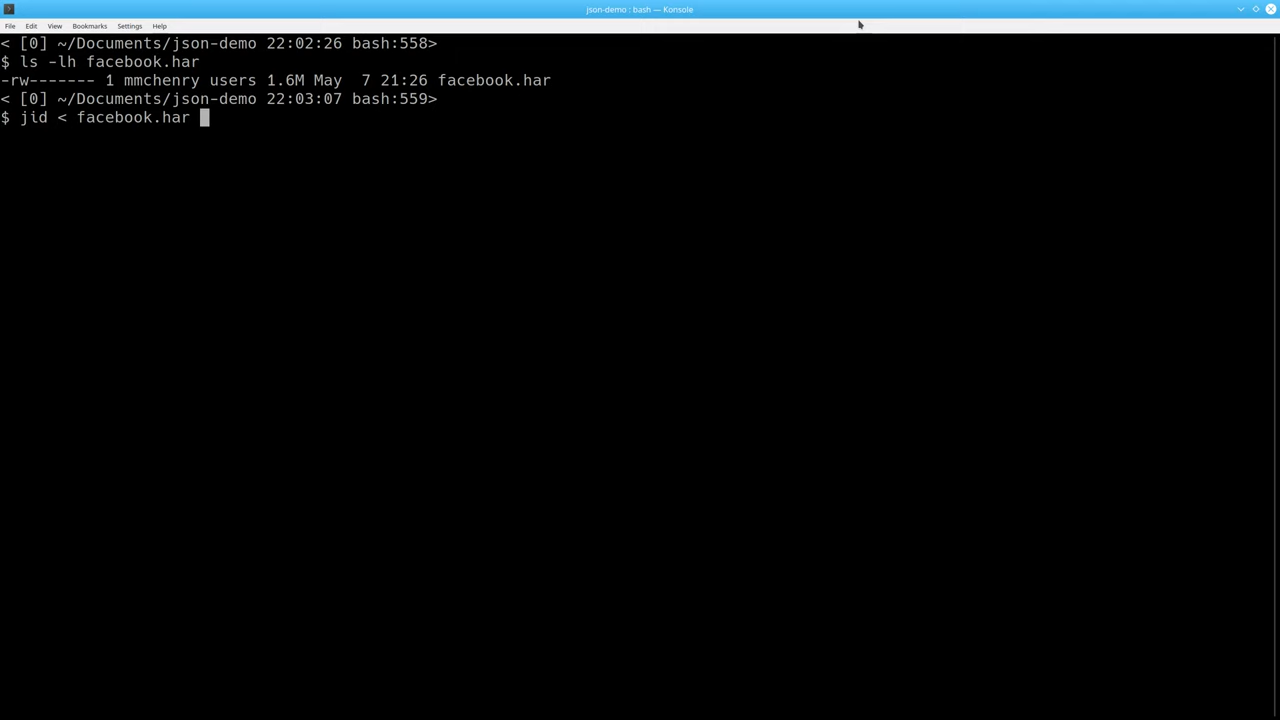 json-demo : bash — Konsole
File Edit View Bookmarks Settings Help
< [0] ~/Documents/json-demo 22:02:26 bash:558>
$ ls -lh facebook.har
-rw------- 1 mmchenry users 1.6M May  7 21:26 facebook.har
< [0] ~/Documents/json-demo 22:03:07 bash:559>
$ jid < facebook.har